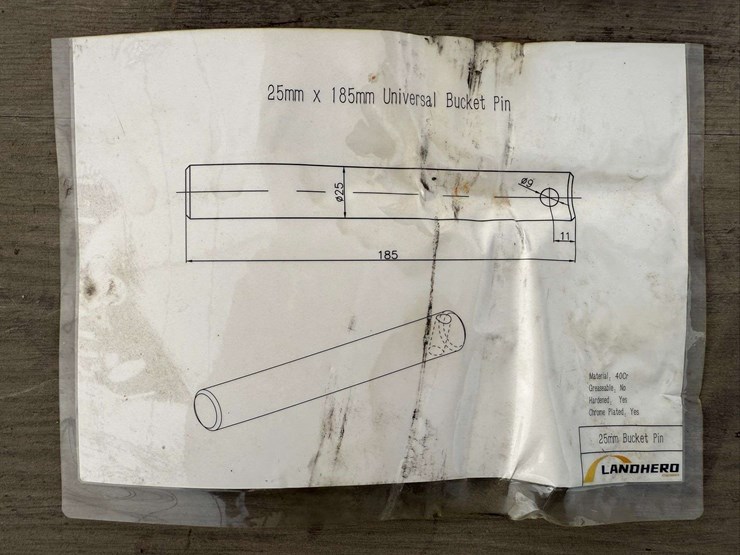 25mm x 185mm Universal Bucket Pin
ø9
ø25
11
185
Material, 40Cr
Greaseable, No
Hardened, Yes
Chrome Plated, Yes
25mm Bucket Pin
LANDHERO